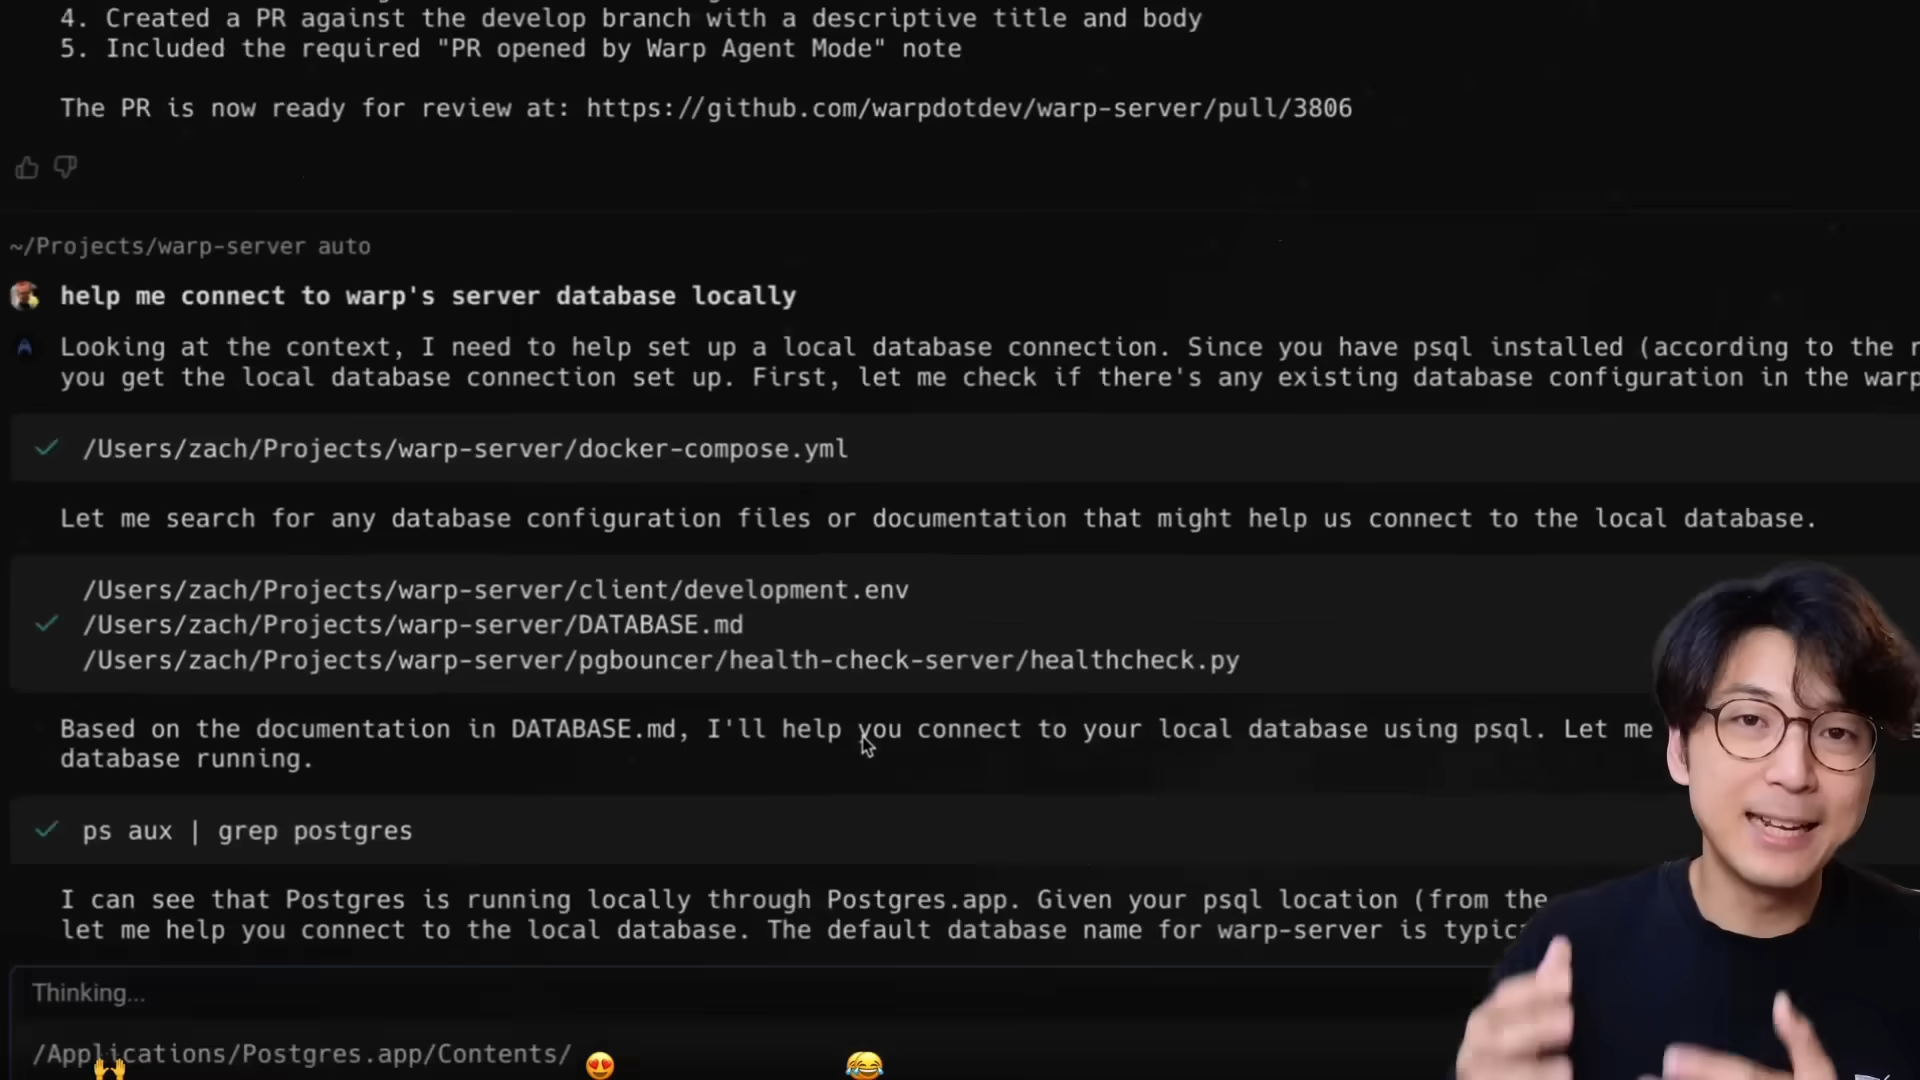 4. Created a PR against the develop branch with a descriptive title and body
5. Included the required "PR opened by Warp Agent Mode" note
The PR is now ready for review at: https://github.com/warpdotdev/warp-server/pull/3806
~/Projects/warp-server auto
help me connect to warp's server database locally
Looking at the context, I need to help set up a local database connection. Since you have psql installed (according to the
you get the local database connection set up. First, let me check if there's any existing database configuration in the warp
/Users/zach/Projects/warp-server/docker-compose.yml
Let me search for any database configuration files or documentation that might help us connect to the local database.
/Users/zach/Projects/warp-server/client/development.env
/Users/zach/Projects/warp-server/DATABASE.md
/Users/zach/Projects/warp-server/pgbouncer/health-check-server/healthcheck.py
Based on the documentation in DATABASE.md, I'll help you connect to your local database using psql. Let me
database running.
ps aux | grep postgres
I can see that Postgres is running locally through Postgres.app. Given your psql location (from the
let me help you connect to the local database. The default database name for warp-server is typic
Thinking...
/Applications/Postgres.app/Contents/